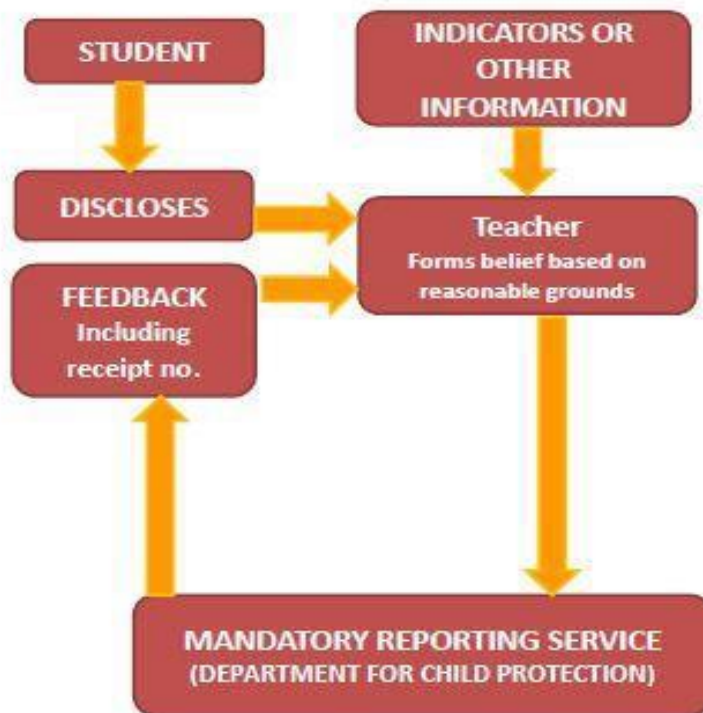 STUDENT
INDICATORS OR
OTHER
INFORMATION
DISCLOSES
Teacher
Forms belief based on
reasonable grounds
FEEDBACK
Including
receipt no.
MANDATORY REPORTING SERVICE
(DEPARTMENT FOR CHILD PROTECTION)